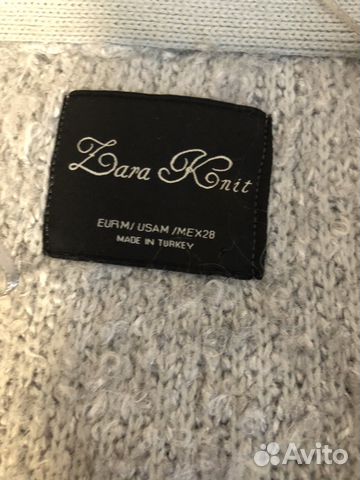 Zara Knit
EUR M/ USA M /MEX 28
MADE IN TURKEY
Avito